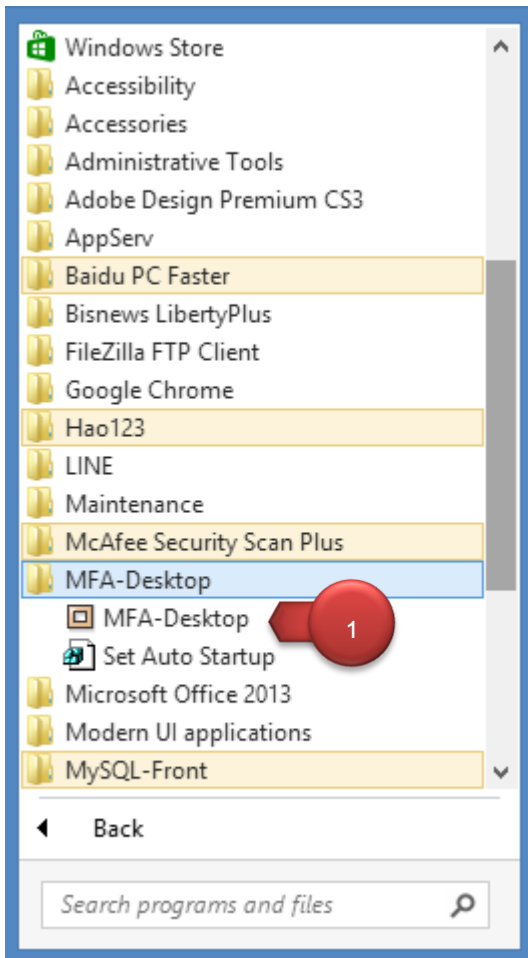 Windows Store
Accessibility
Accessories
Administrative Tools
Adobe Design Premium CS3
AppServ
Baidu PC Faster
Bisnews LibertyPlus
FileZilla FTP Client
Google Chrome
Hao123
LINE
Maintenance
McAfee Security Scan Plus
MFA-Desktop
MFA-Desktop 1
Set Auto Startup
Microsoft Office 2013
Modern UI applications
MySQL-Front
Back
Search programs and files